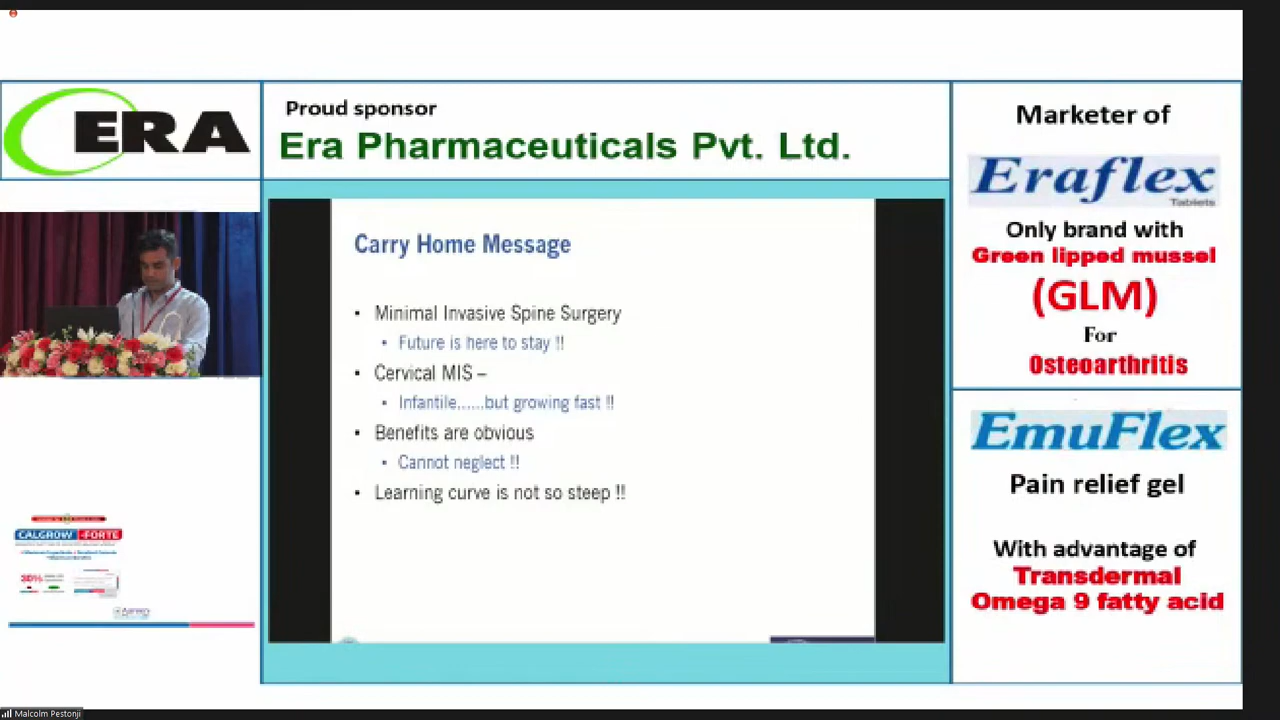 ERA
Proud sponsor
Era Pharmaceuticals Pvt. Ltd.
Carry Home Message
• Minimal Invasive Spine Surgery
• Future is here to stay !!
• Cervical MIS –
• Infantile......but growing fast !!
• Benefits are obvious
• Cannot neglect !!
• Learning curve is not so steep !!
Marketer of
Eraflex
Tablets
Only brand with
Green lipped mussel
(GLM)
For
Osteoarthritis
EmuFlex
Pain relief gel
With advantage of
Transdermal
Omega 9 fatty acid
CALGROW -FORTE
30%
Malcolm Pestonji